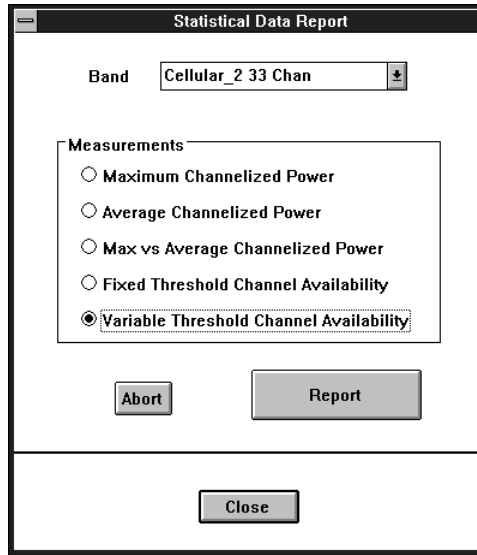 Statistical Data Report
Band Cellular_2 33 Chan
Measurements
Maximum Channelized Power
Average Channelized Power
Max vs Average Channelized Power
Fixed Threshold Channel Availability
Variable Threshold Channel Availability
Abort Report
Close